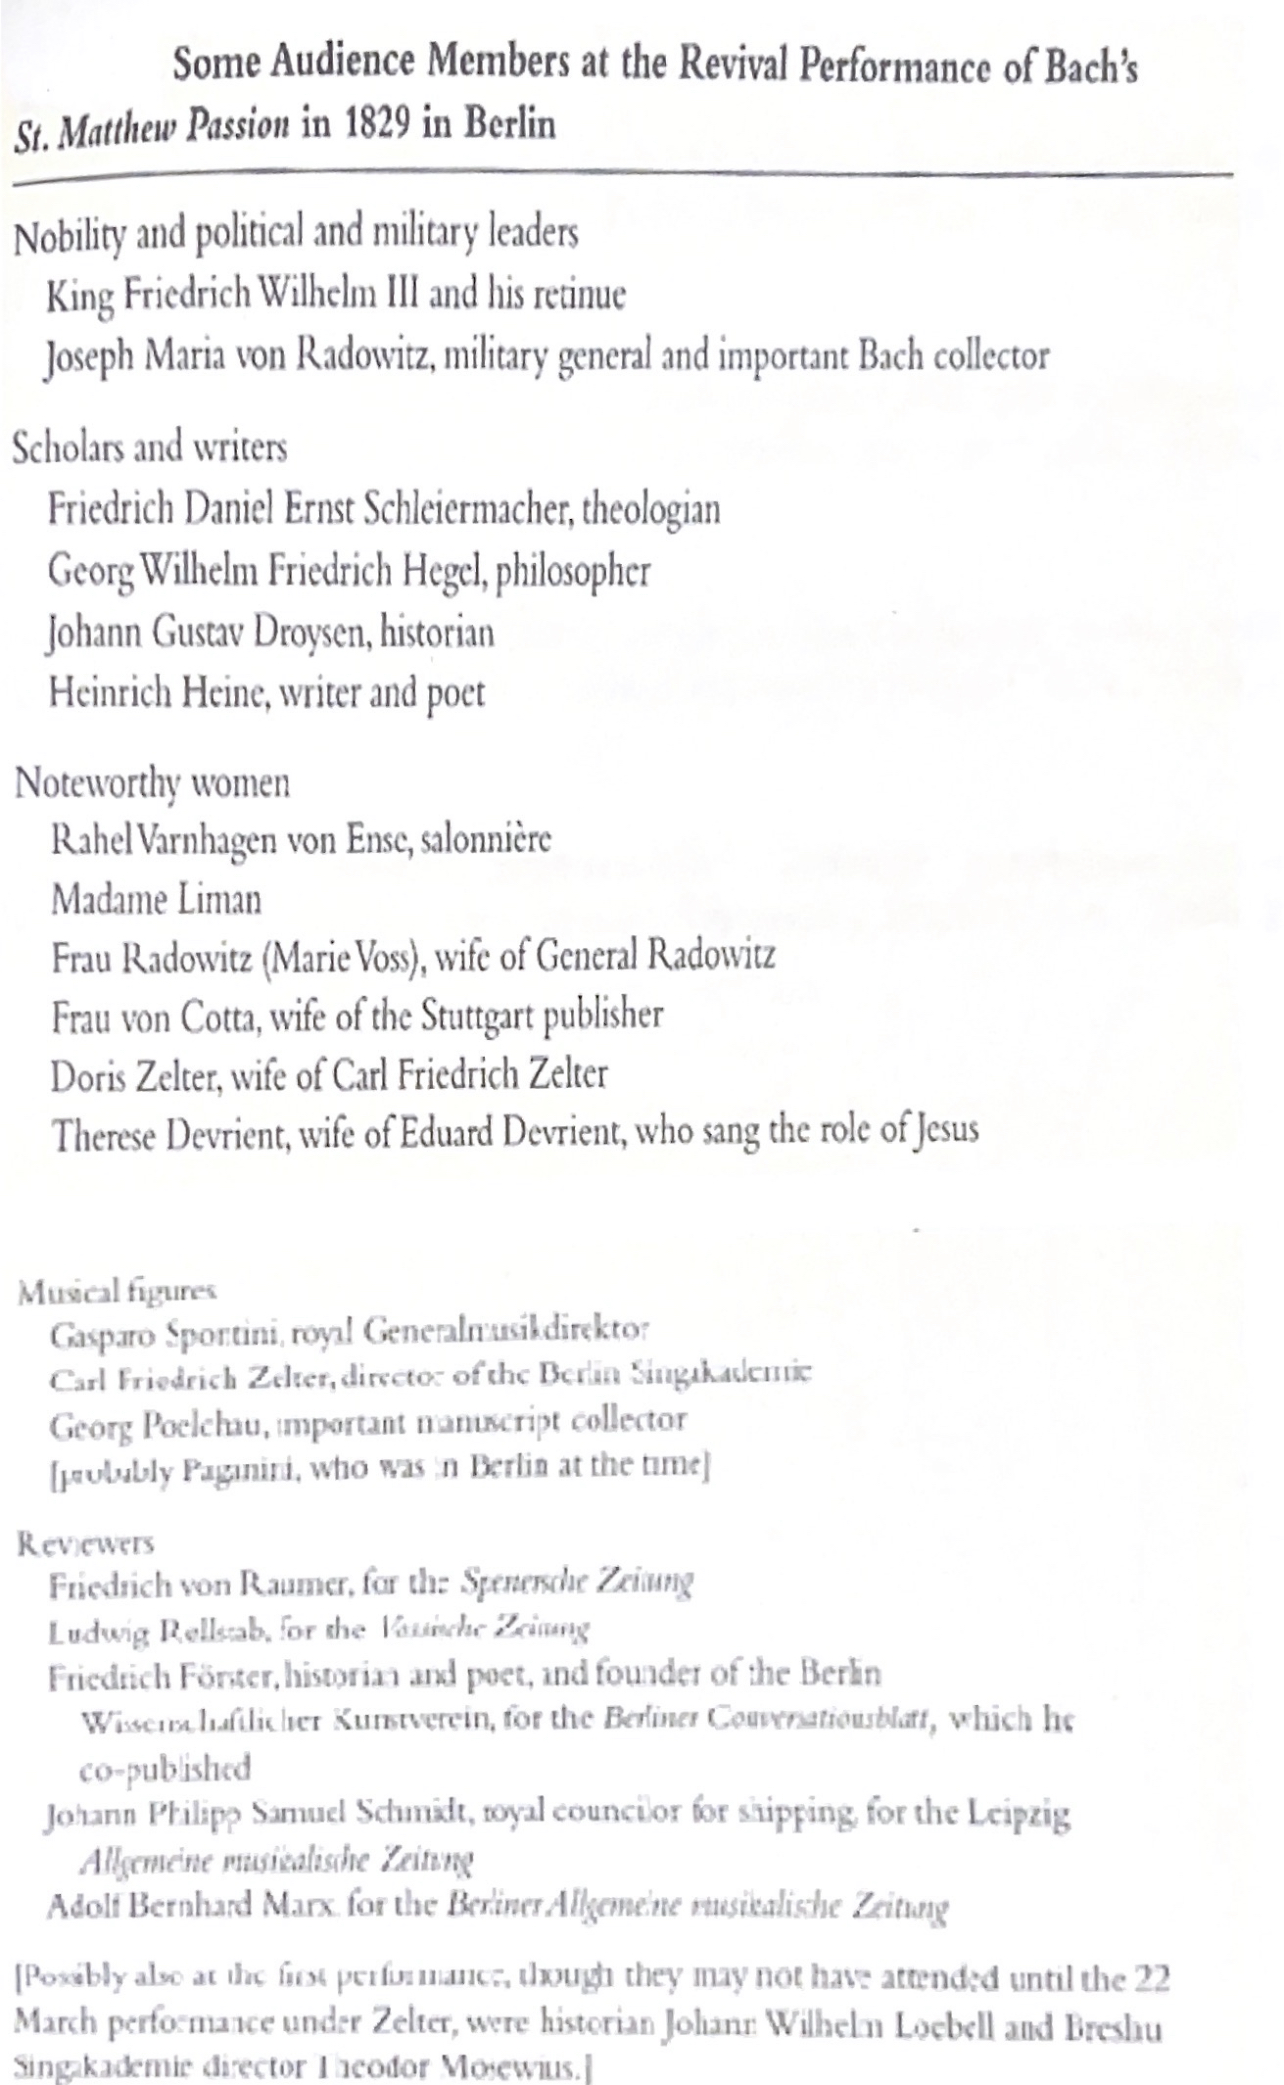 Some Audience Members at the Revival Performance of Bach's
St. Matthew Passion in 1829 in Berlin
Nobility and political and military leaders
King Friedrich Wilhelm III and his retinue
Joseph Maria von Radowitz, military general and important Bach collector
Scholars and writers
Friedrich Daniel Ernst Schleiermacher, theologian
Georg Wilhelm Friedrich Hegel, philosopher
Johann Gustav Droysen, historian
Heinrich Heine, writer and poet
Noteworthy women
Rahel Varnhagen von Ense, salonnière
Madame Liman
Frau Radowitz (Marie Voss), wife of General Radowitz
Frau von Cotta, wife of the Stuttgart publisher
Doris Zelter, wife of Carl Friedrich Zelter
Therese Devrient, wife of Eduard Devrient, who sang the role of Jesus
Musical figures
Gasparo Spontini, royal Generalmusikdirektor
Carl Friedrich Zelter, director of the Berlin Singakademie
Georg Poelchau, important manuscript collector
[probably Paganini, who was in Berlin at the time]
Reviewers
Friedrich von Raumer, for the Spenersche Zeitung
Ludwig Rellstab, for the Vossische Zeitung
Friedrich Förster, historian and poet, and founder of the Berlin
Wissenschaftlicher Kunstverein, for the Berliner Conversationsblatt, which he
co-published
Johann Philipp Samuel Schmidt, royal councilor for shipping, for the Leipzig
Allgemeine musicalische Zeitung
Adolf Bernhard Marx, for the Berliner Allgemeine musikalische Zeitung
[Possibly also at the first performance, though they may not have attended until the 22
March performance under Zelter, were historian Johann Wilhelm Loebell and Breslau
Singakademie director Theodor Mosewius.]